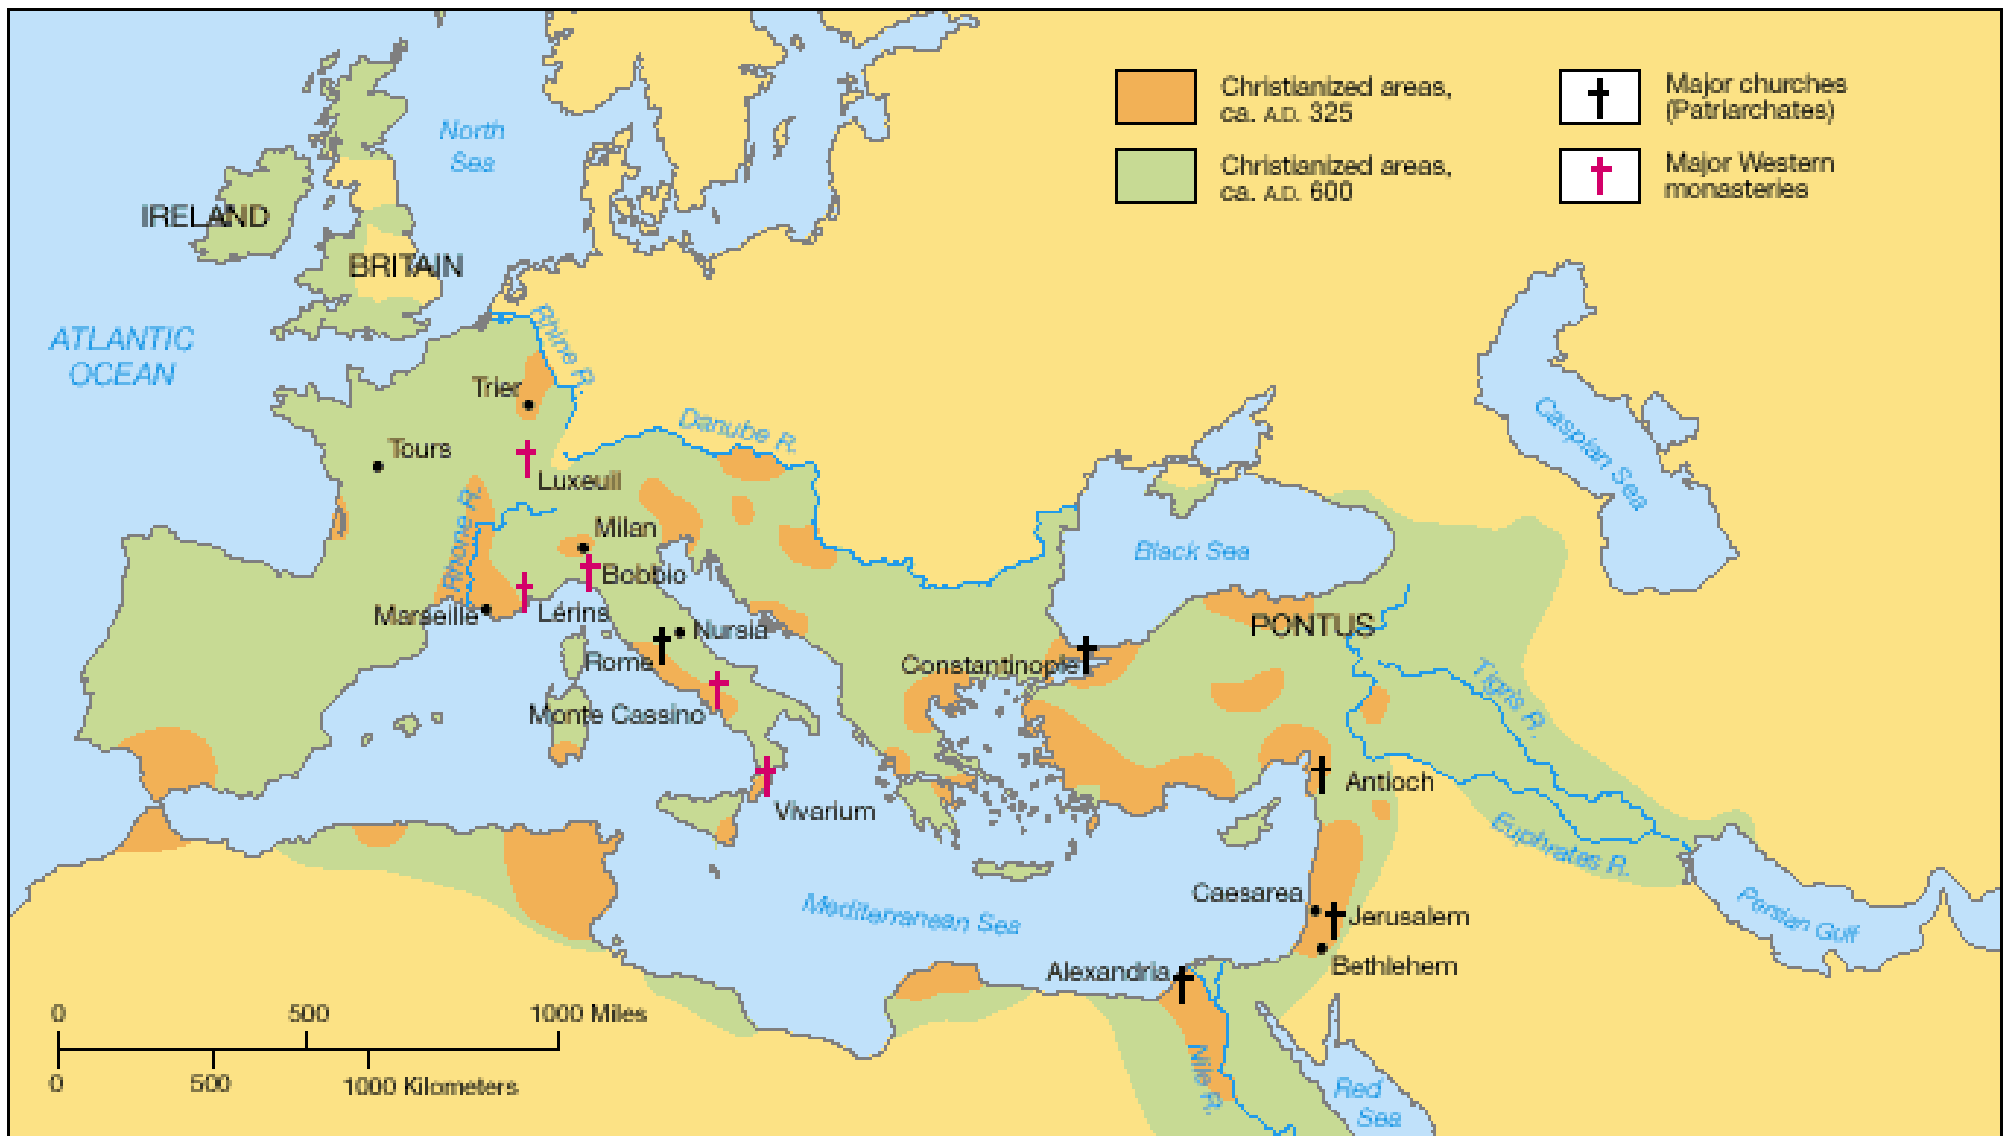 Christianized areas,
ca. A.D. 325
Major churches
(Patriarchates)
Christianized areas,
ca. A.D. 600
Major Western
monasteries
North
Sea
IRELAND
BRITAIN
ATLANTIC
OCEAN
Rhine R.
Trier
Tours
Luxeuil
Danube R.
Caspian Sea
Rhone R.
Milan
Black Sea
Bobbio
Marseille
Lérins
Nursia
PONTUS
Rome
Constantinople
Tigris R.
Monte Cassino
Antioch
Vivarium
Euphrates R.
Caesarea
Mediterranean Sea
Jerusalem
Persian Gulf
Alexandria
Bethlehem
0 500 1000 Miles
0 500 1000 Kilometers
Nile R.
Red
Sea